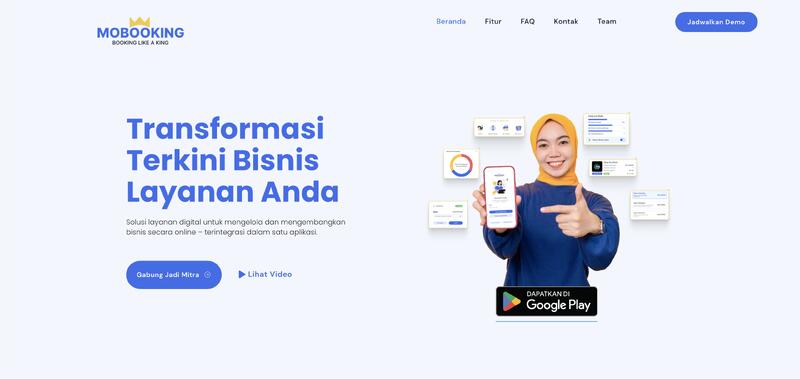 MOBOOKING
BOOKING LIKE A KING
Beranda
Fitur
FAQ
Kontak
Team
Jadwalkan Demo
Transformasi
Terkini Bisnis
Layanan Anda
Solusi layanan digital untuk mengelola dan mengembangkan
bisnis secara online – terintegrasi dalam satu aplikasi.
Gabung Jadi Mitra
Lihat Video
DAPATKAN DI
Google Play